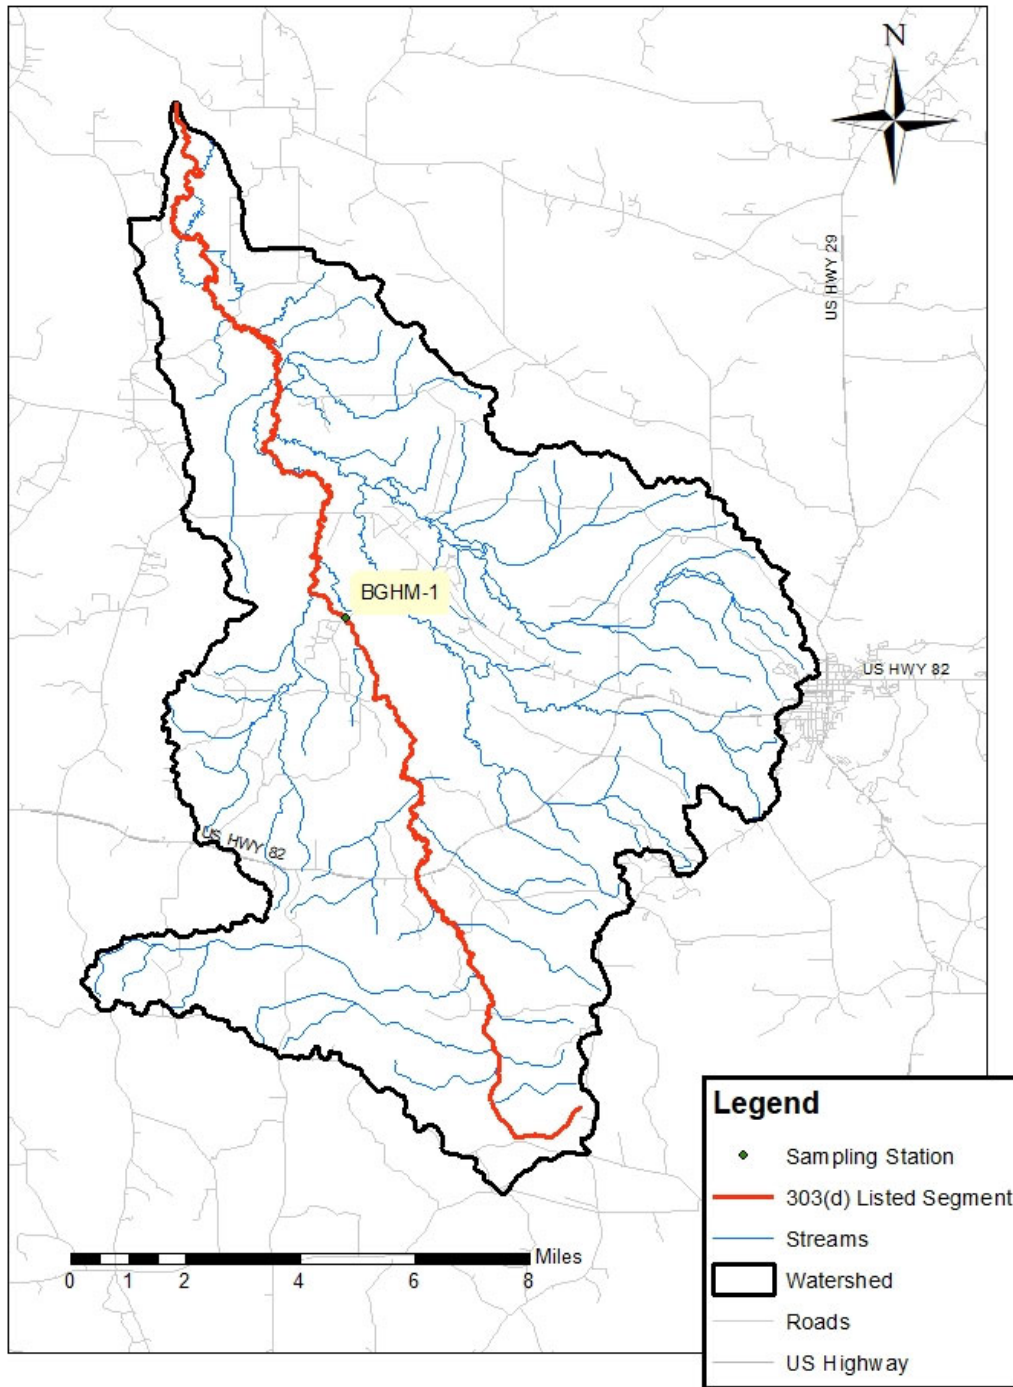 N
US HWY 29
BGHM-1
US HWY 82
US HWY 82
Legend
Sampling Station
303(d) Listed Segment
Streams
Watershed
Roads
US Highway
Miles
0 1 2 4 6 8